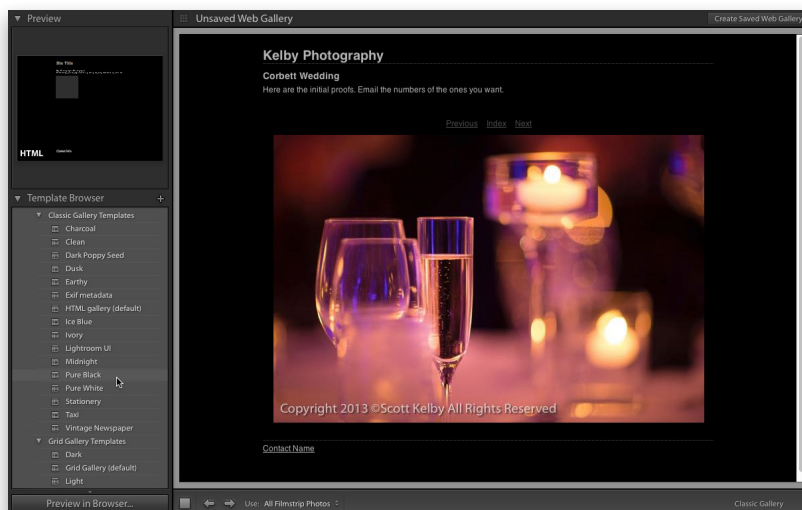 Preview
Site Title
HTML
Template Browser
Classic Gallery Templates
Charcoal
Clean
Dark Poppy Seed
Dusk
Earthy
Exif metadata
HTML gallery (default)
Ice Blue
Ivory
Lightroom UI
Midnight
Pure Black
Pure White
Stationery
Taxi
Vintage Newspaper
Grid Gallery Templates
Dark
Grid Gallery (default)
Light
Preview in Browser...
Unsaved Web Gallery
Create Saved Web Gallery
Kelby Photography
Corbett Wedding
Here are the initial proofs. Email the numbers of the ones you want.
Previous Index Next
Copyright 2013 ©Scott Kelby All Rights Reserved
Contact Name
Use: All Filmstrip Photos
Classic Gallery